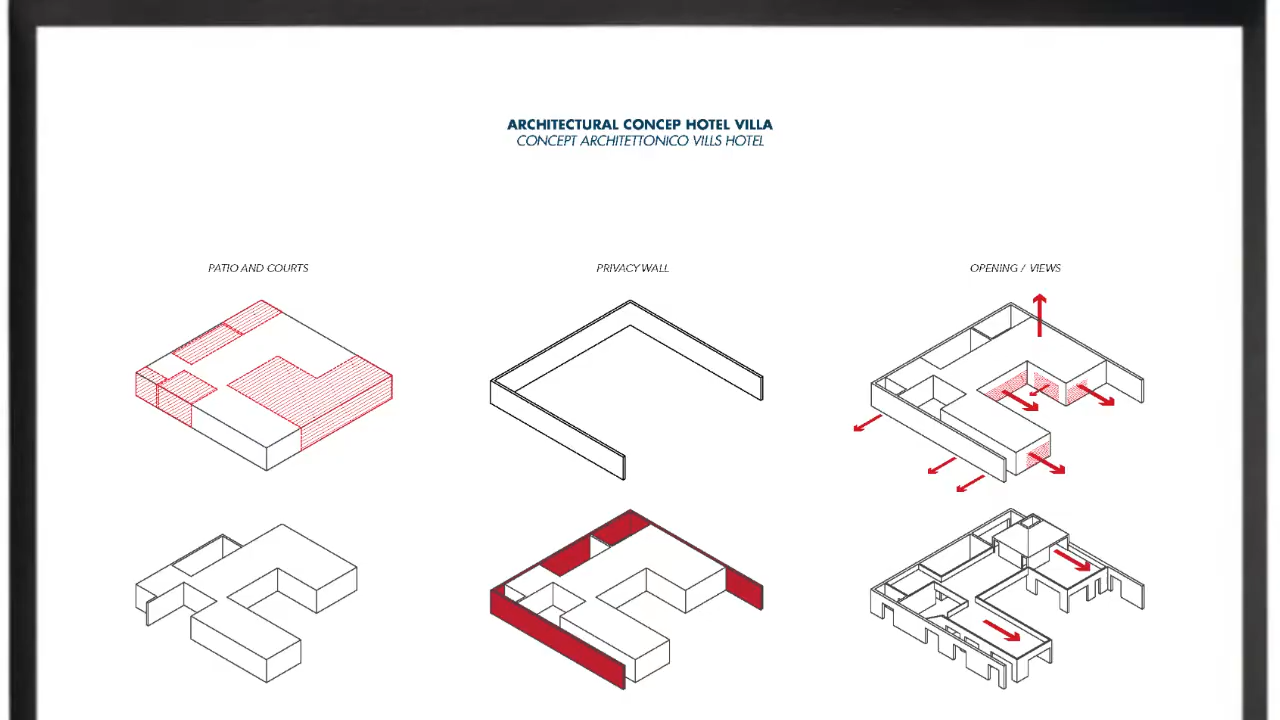 ARCHITECTURAL CONCEP HOTEL VILLA
CONCEPT ARCHITETTONICO VILLS HOTEL
PATIO AND COURTS
PRIVACY WALL
OPENING / VIEWS